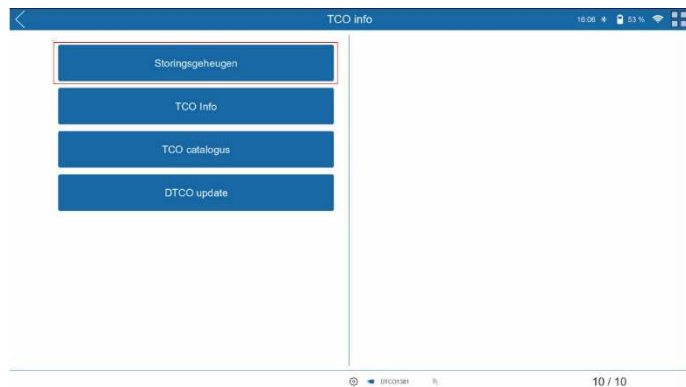 TCO info
16:06
53 %
Storingsgeheugen
TCO Info
TCO catalogus
DTCO update
DTCO1381
10 / 10